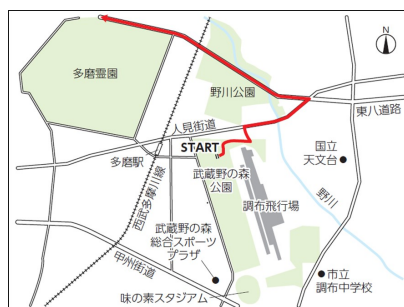 N
多磨霊園
野川公園
東八道路
人見街道
START
多磨駅
国立
天文台
武蔵野の森
公園
西武多摩川線
調布飛行場
野川
武蔵野の森
総合スポーツ
プラザ
甲州街道
市立
調布中学校
味の素スタジアム